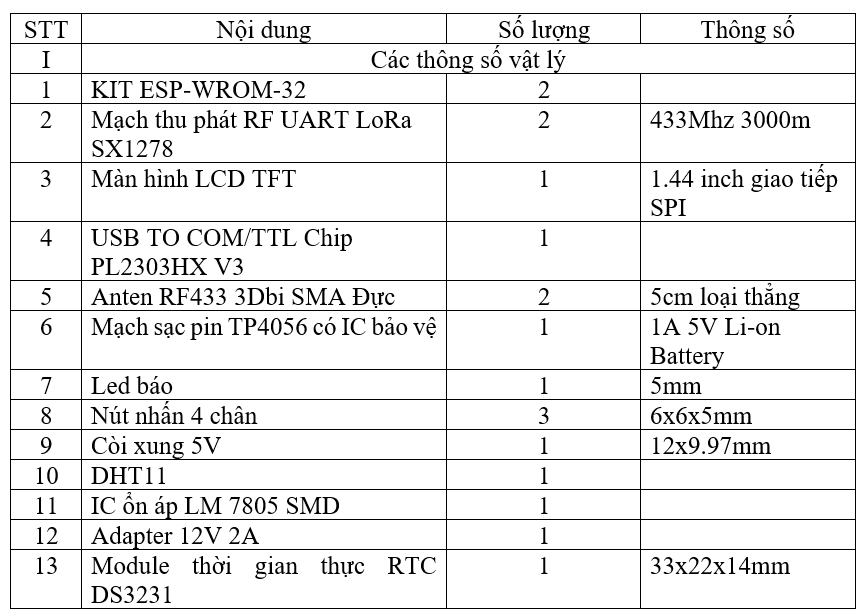 STT Nội dung Số lượng Thông số
I Các thông số vật lý
1 KIT ESP-WROM-32 2
2 Mạch thu phát RF UART LoRa 2 433Mhz 3000m
SX1278
3 Màn hình LCD TFT 1 1.44 inch giao tiếp
SPI
4 USB TO COM/TTL Chip 1
PL2303HX V3
5 Anten RF433 3Dbi SMA Đực 2 5cm loại thẳng
6 Mạch sạc pin TP4056 có IC bảo vệ 1 1A 5V Li-on
Battery
7 Led báo 1 5mm
8 Nút nhấn 4 chân 3 6x6x5mm
9 Còi xung 5V 1 12x9.97mm
10 DHT11 1
11 IC ổn áp LM 7805 SMD 1
12 Adapter 12V 2A 1
13 Module thời gian thực RTC 1 33x22x14mm
DS3231